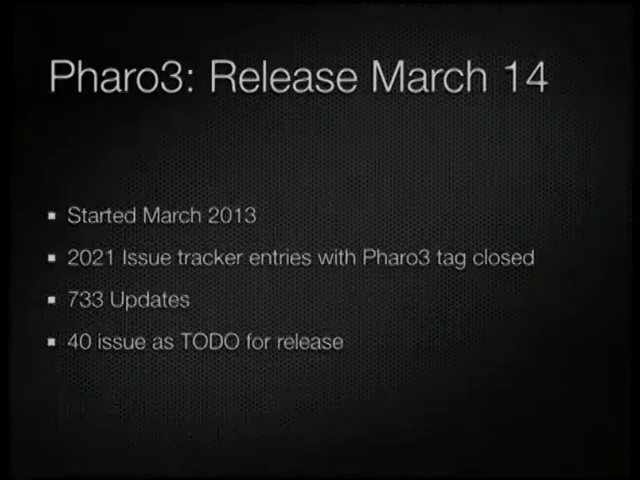 Pharo3: Release March 14
Started March 2013
2021 Issue tracker entries with Pharo3 tag closed
733 Updates
40 issue as TODO for release